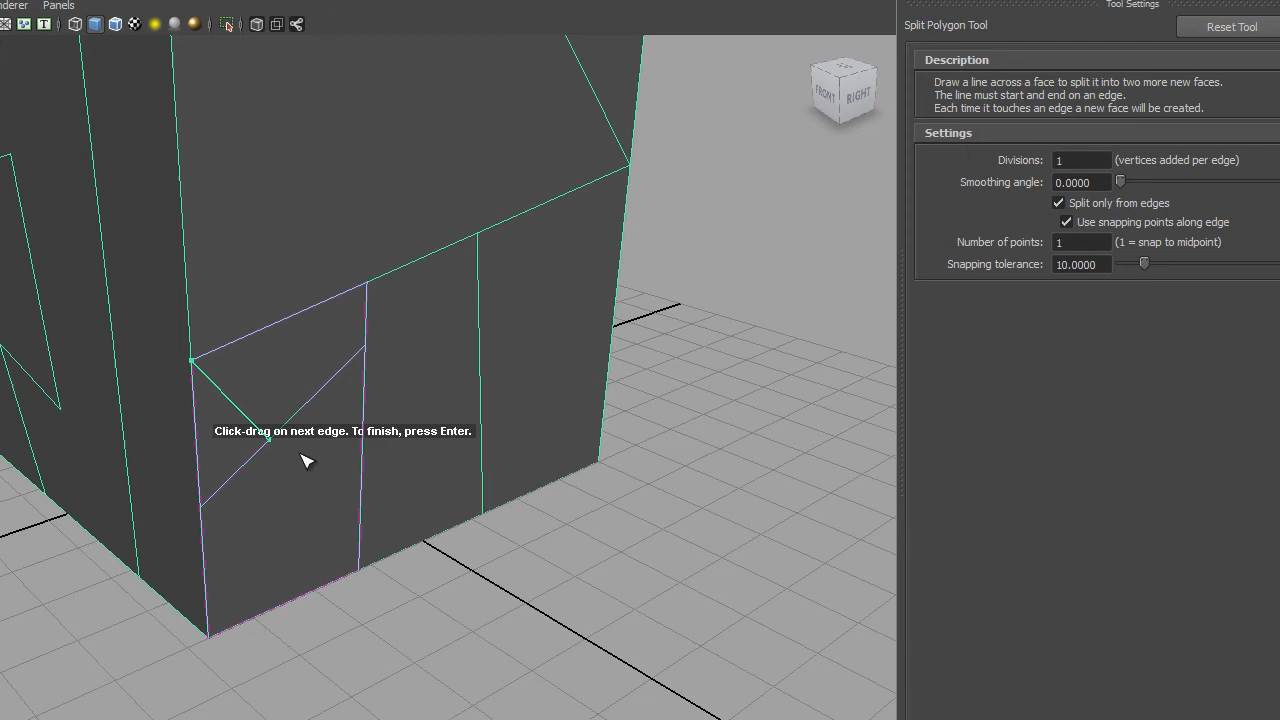 nderer Panels
Tool Settings
Split Polygon Tool
Reset Tool
Description
Draw a line across a face to split it into two more new faces.
The line must start and end on an edge.
Each time it touches an edge a new face will be created.
Settings
Divisions: 1 (vertices added per edge)
Smoothing angle: 0.0000
Split only from edges
Use snapping points along edge
Number of points: 1 (1 = snap to midpoint)
Snapping tolerance: 10.0000
T
FRONT RIGHT
Click-drag on next edge. To finish, press Enter.